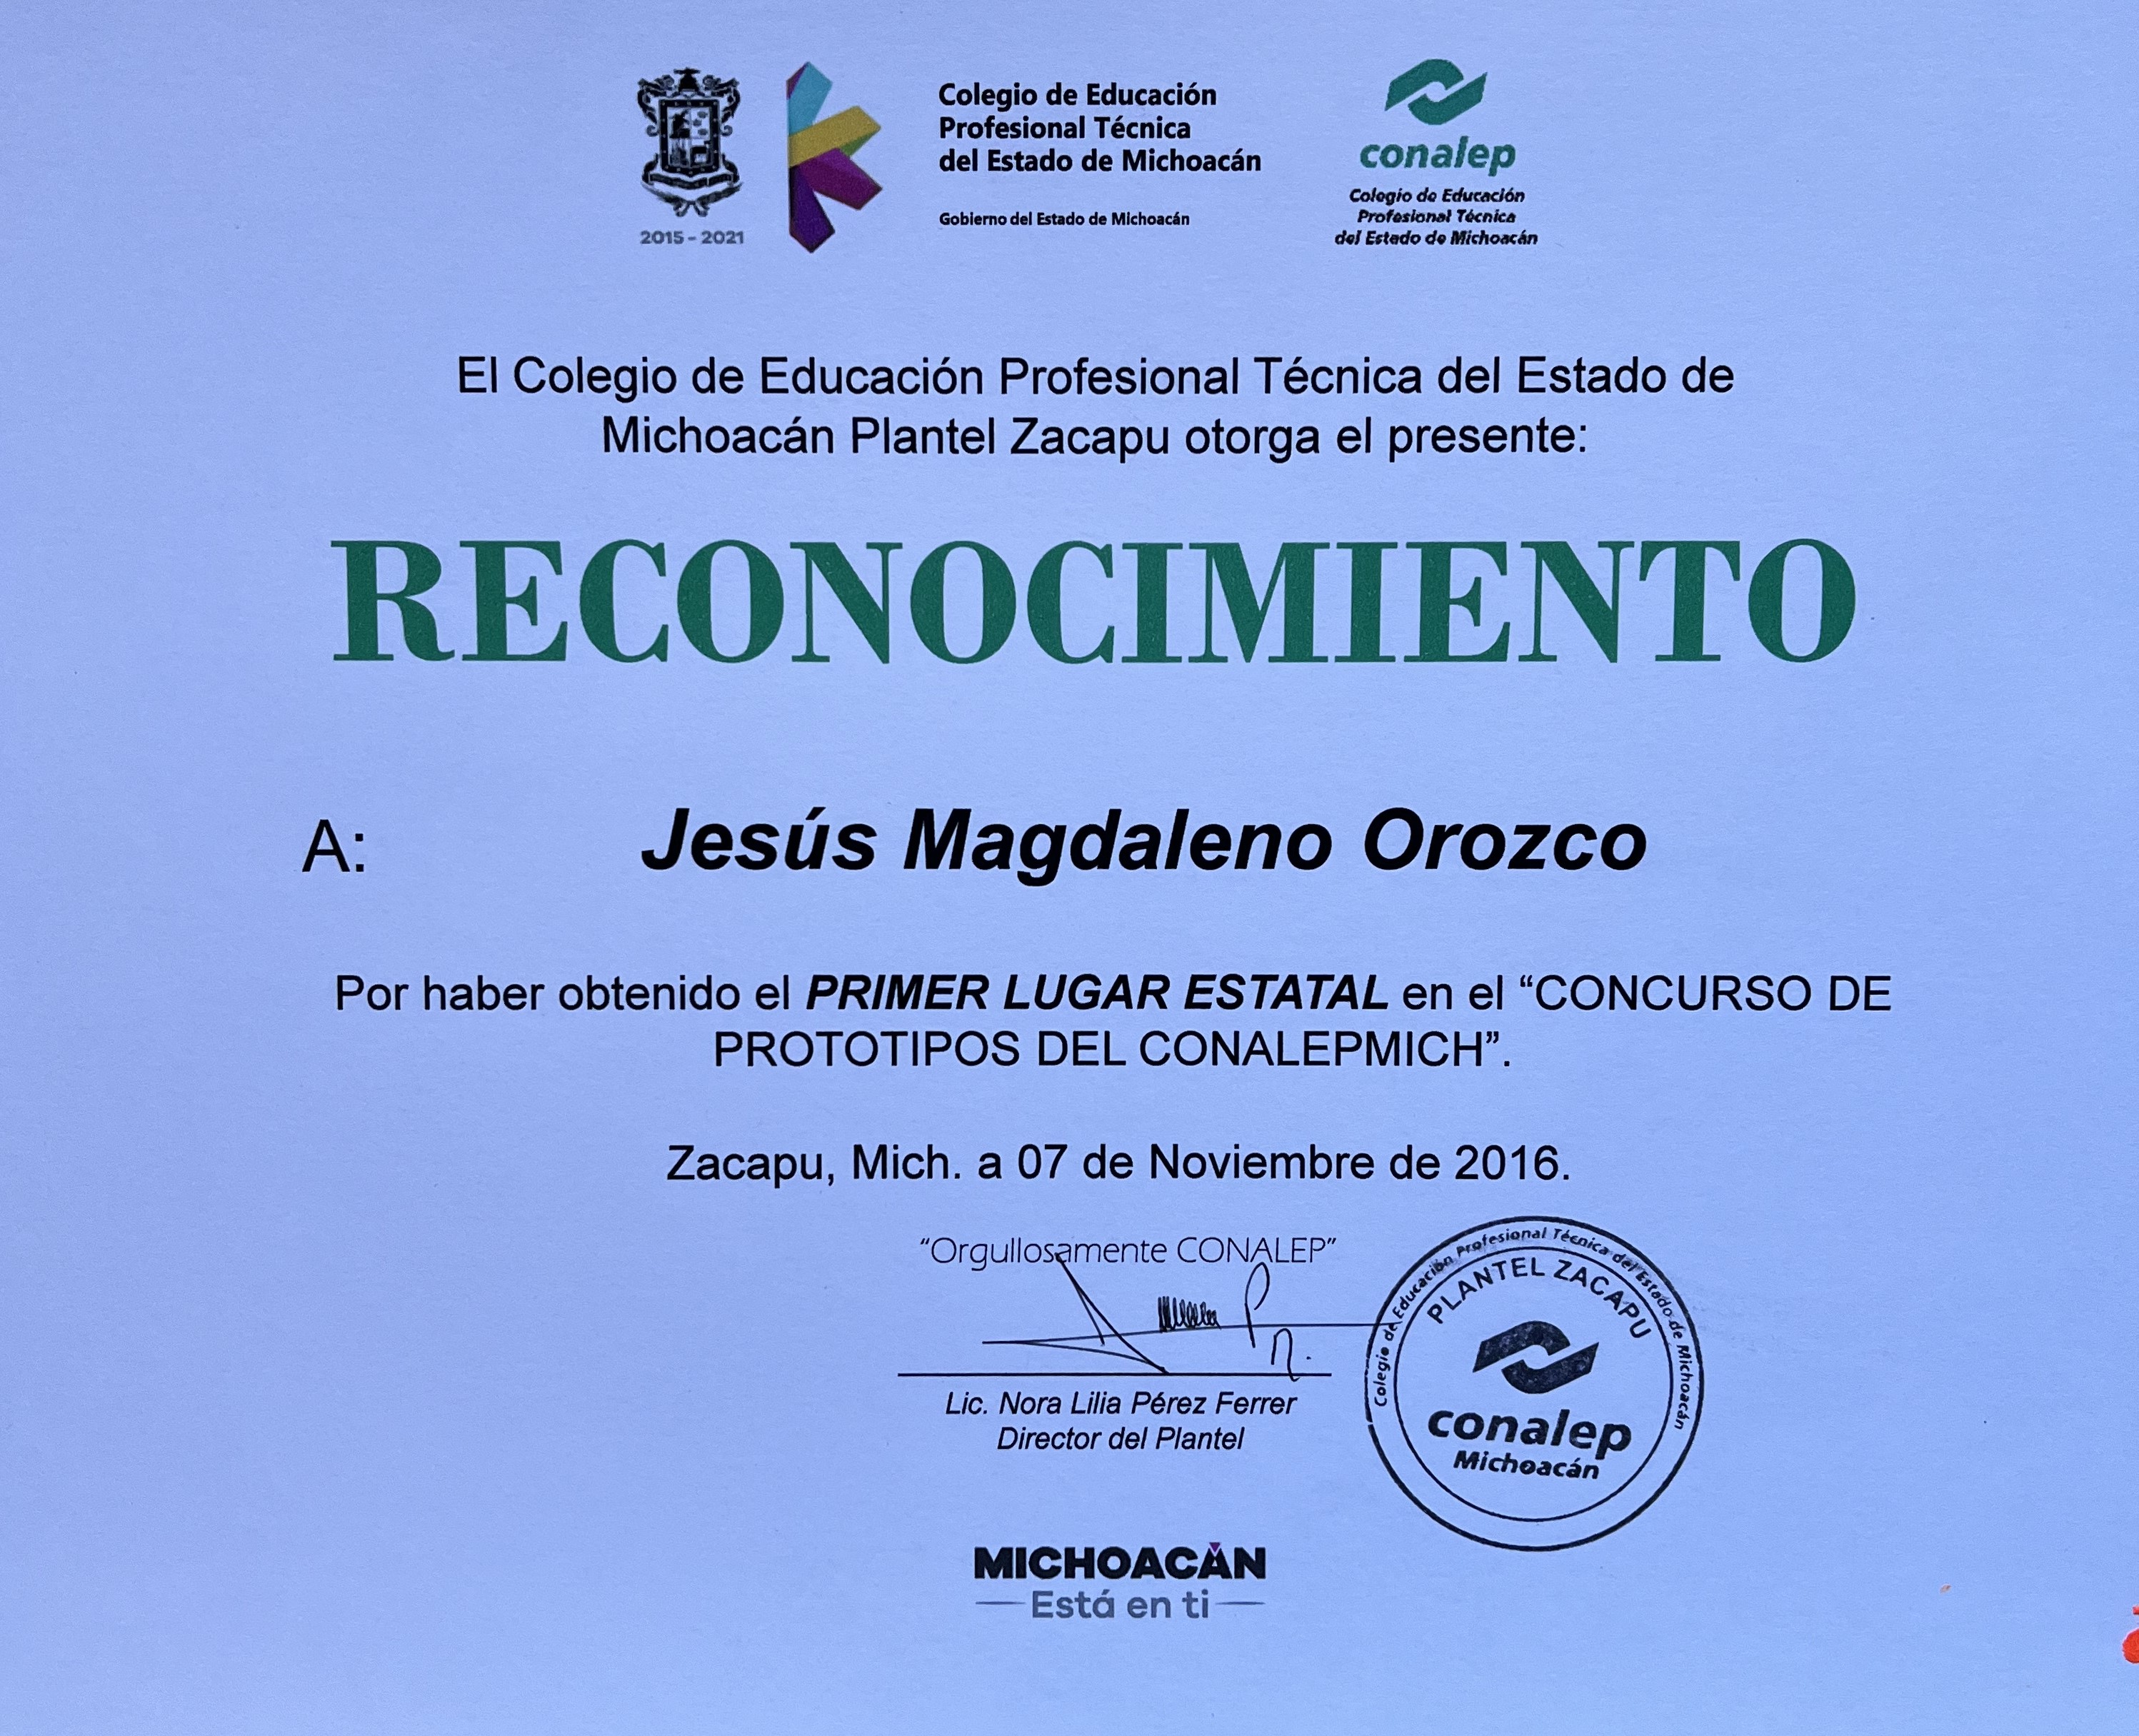 Colegio de Educación
Profesional Técnica
del Estado de Michoacán
Gobierno del Estado de Michoacán
2015 - 2021
conalep
Colegio de Educación
Profesional Técnica
del Estado de Michoacán
El Colegio de Educación Profesional Técnica del Estado de
Michoacán Plantel Zacapu otorga el presente:
RECONOCIMIENTO
A: Jesús Magdaleno Orozco
Por haber obtenido el PRIMER LUGAR ESTATAL en el “CONCURSO DE
PROTOTIPOS DEL CONALEPMICH”.
Zacapu, Mich. a 07 de Noviembre de 2016.
“Orgullosamente CONALEP”
Lic. Nora Lilia Pérez Ferrer
Director del Plantel
Colegio de Educación Profesional Técnica del Estado de Michoacán
PLANTEL ZACAPU
conalep
Michoacán
MICHOACÁN
Está en ti